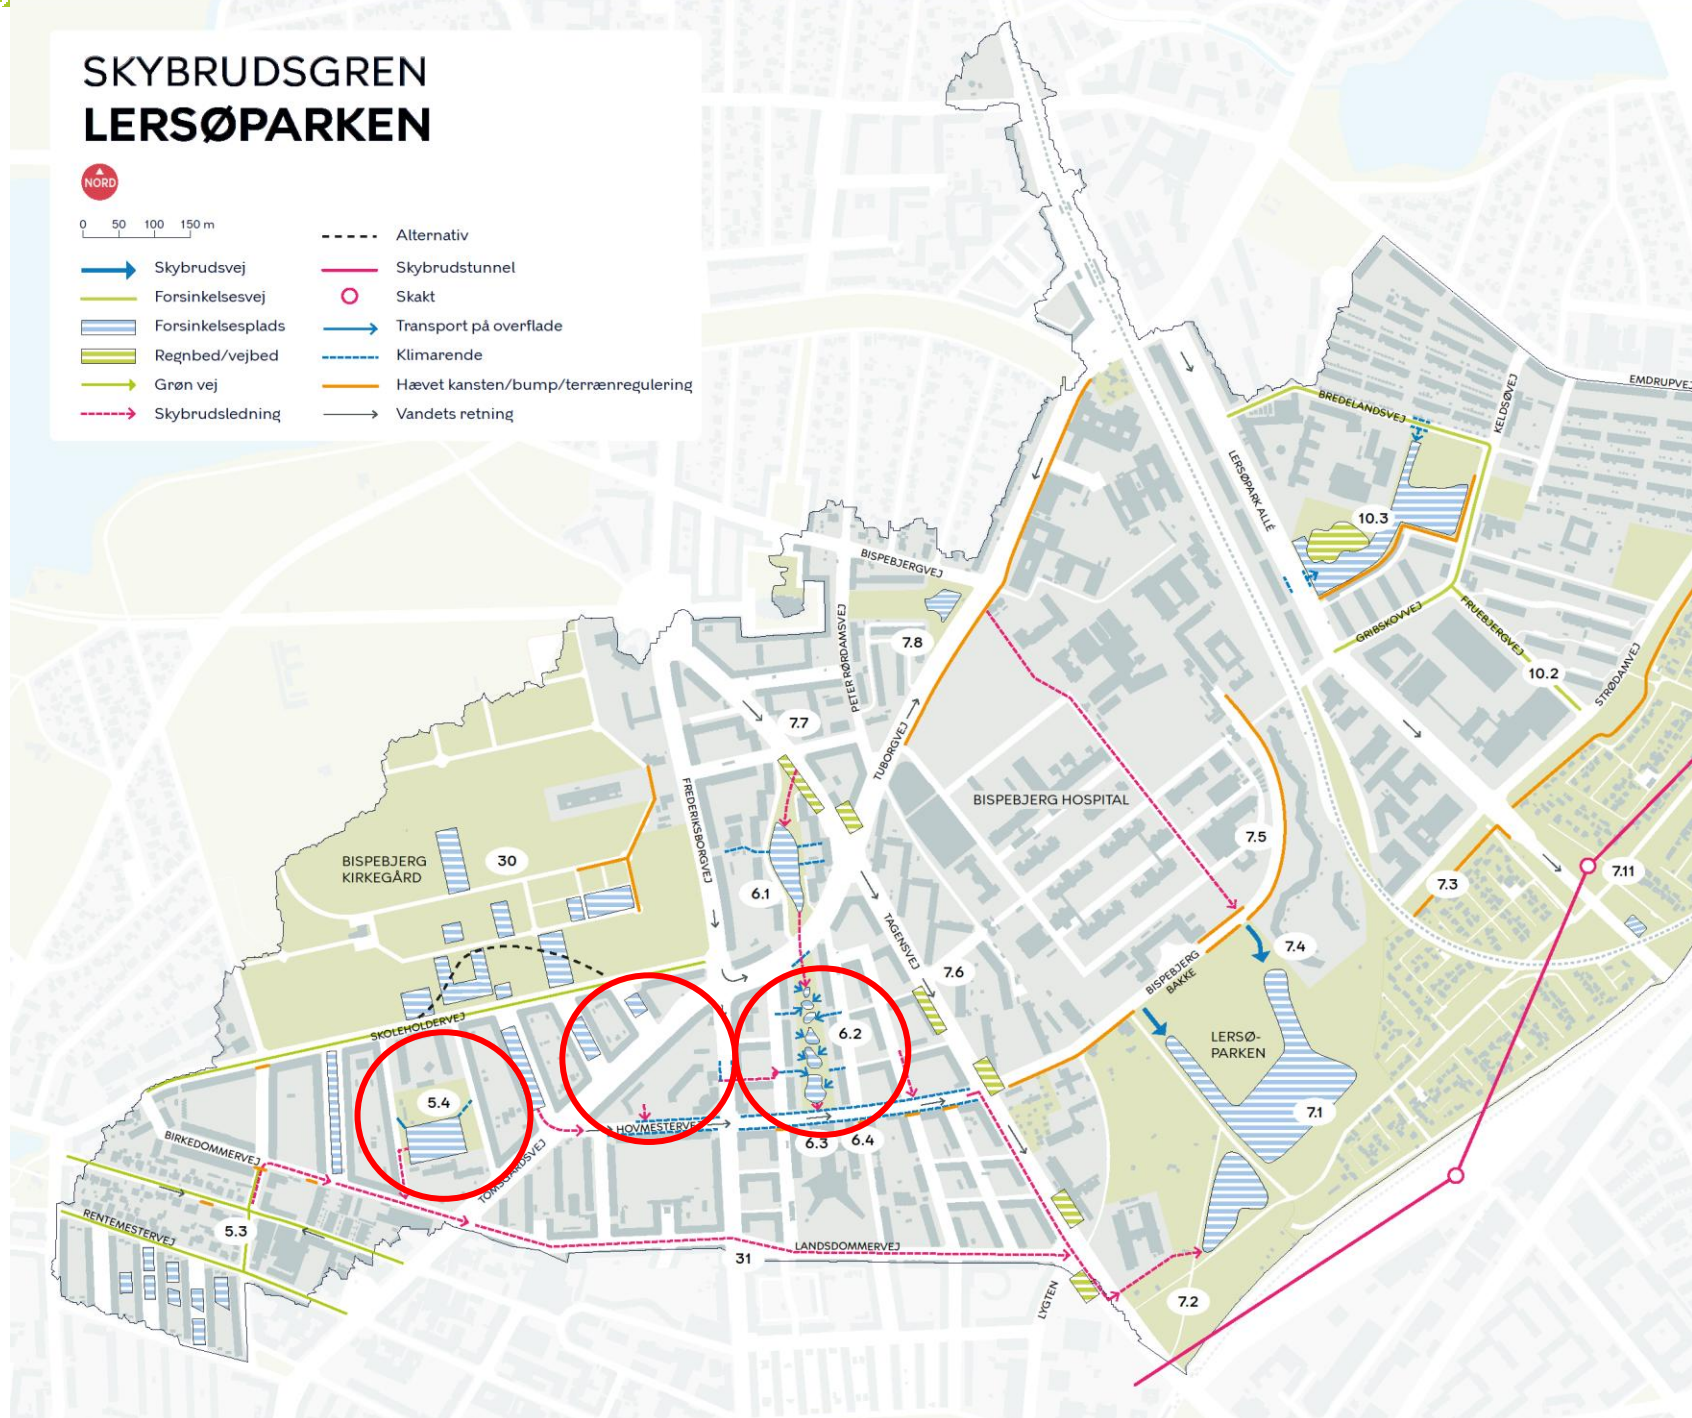 SKYBRUDSGREN
LERSØPARKEN
NORD
0 50 100 150 m
Skybrudsvej
Forsinkelsesvej
Forsinkelsesplads
Regnbed/vejbed
Grøn vej
Skybrudsledning
Alternativ
Skybrudstunnel
Skakt
Transport på overflade
Klimarende
Hævet kansten/bump/terrænregulering
Vandets retning
EMDRUPVEJ
KELDSØVEJ
BREDELANDSVEJ
LERSØPARK ALLÉ
10.3
BISPEBJERGVEJ
PETER RØRDAMSVEJ
7.8
GRIBSKOVVEJ
FRUEBJERGVEJ
10.2
STRØDAMVEJ
7.7
TUBORGVEJ
FREDERIKSBORGVEJ
BISPEBJERG HOSPITAL
7.5
BISPEBJERG
KIRKEGÅRD
30
6.1
7.3
7.11
TAGENSVEJ
7.6
7.4
BISPEBJERG
BAKKE
SKOLEHOLDERVEJ
6.2
LERSØ-
PARKEN
5.4
7.1
HOVMESTERVEJ
6.3
6.4
BIRKEDOMMERVEJ
TOMSGÅRDSVEJ
RENTEMESTERVEJ
5.3
LANDSDOMMERVEJ
31
LYGTEN
7.2